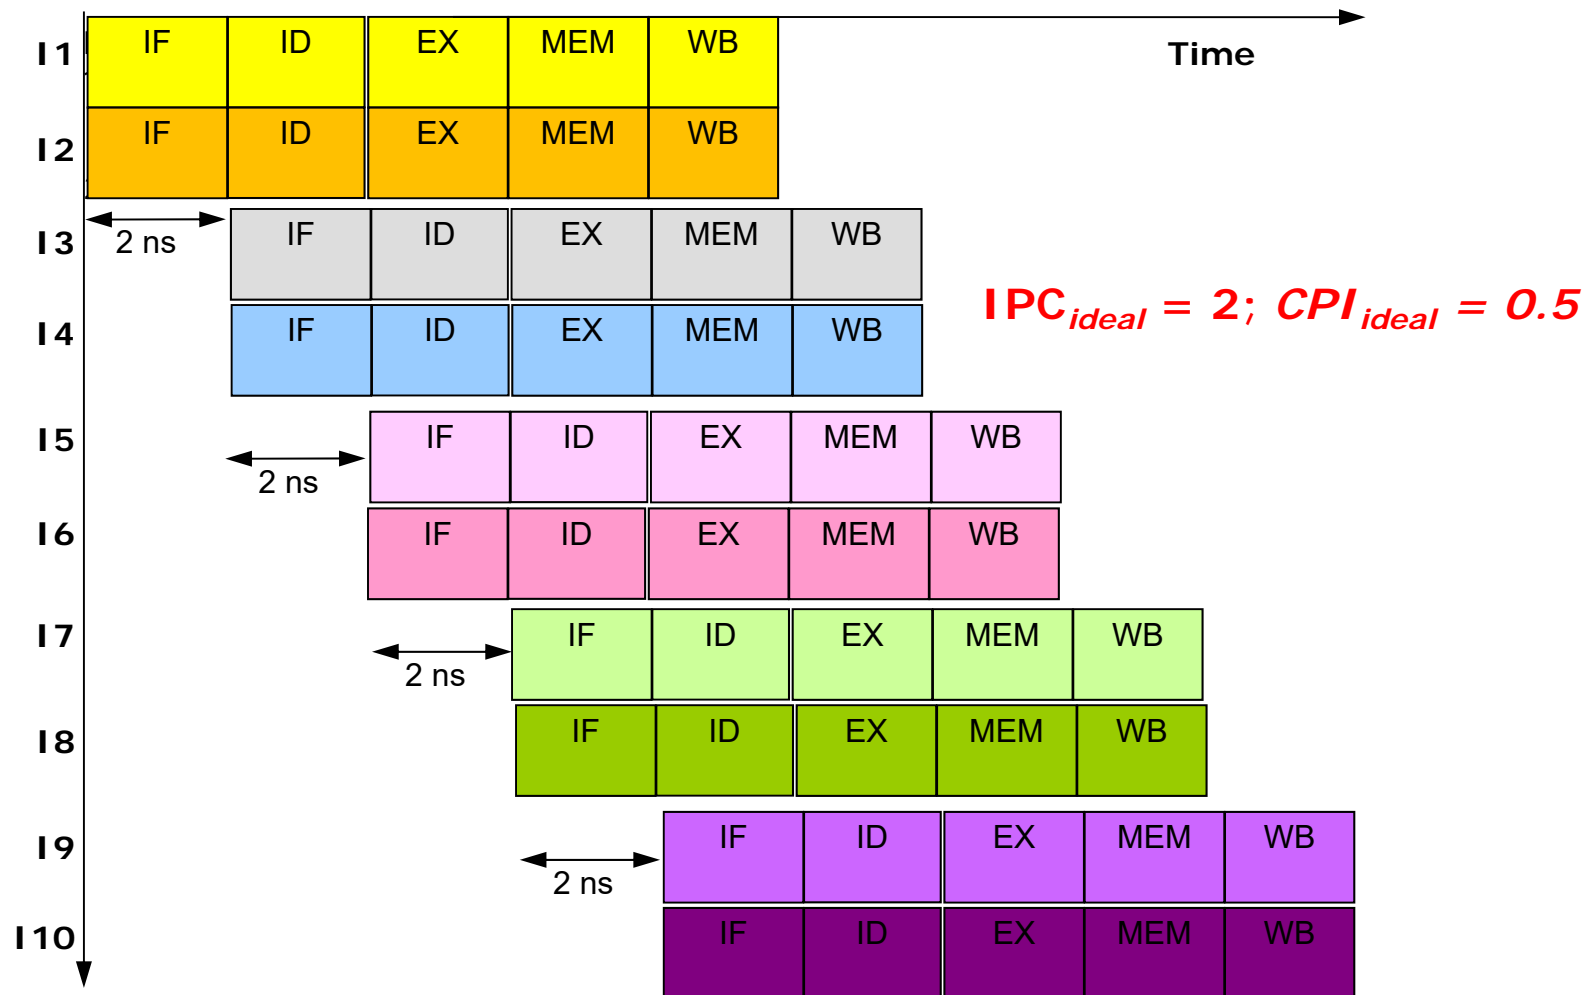 I1 IF ID EX MEM WB Time
I2 IF ID EX MEM WB
I3 2 ns IF ID EX MEM WB
IPCideal = 2; CPIideal = 0.5
I4 IF ID EX MEM WB
I5 2 ns IF ID EX MEM WB
I6 IF ID EX MEM WB
I7 2 ns IF ID EX MEM WB
I8 IF ID EX MEM WB
I9 2 ns IF ID EX MEM WB
I10 IF ID EX MEM WB